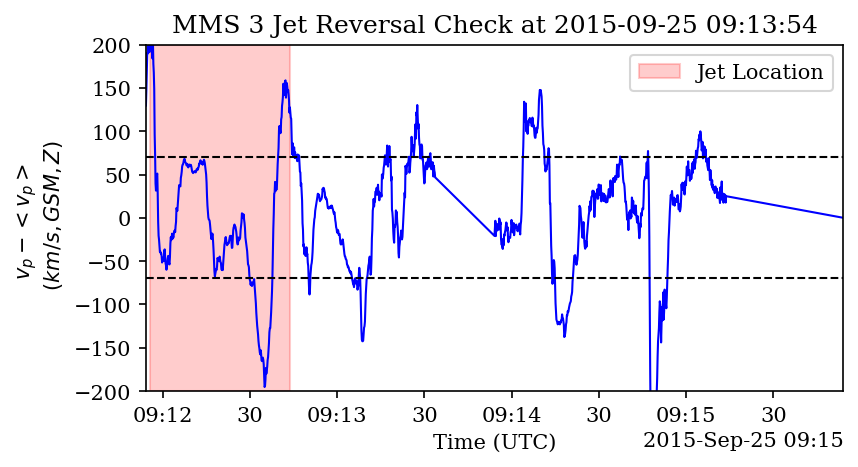 MMS 3 Jet Reversal Check at 2015-09-25 09:13:54
Jet Location
v_p − <v_p>
(km/s, GSM, Z)
200
150
100
50
0
−50
−100
−150
−200
09:12 30 09:13 30 09:14 30 09:15 30
Time (UTC)
2015-Sep-25 09:15